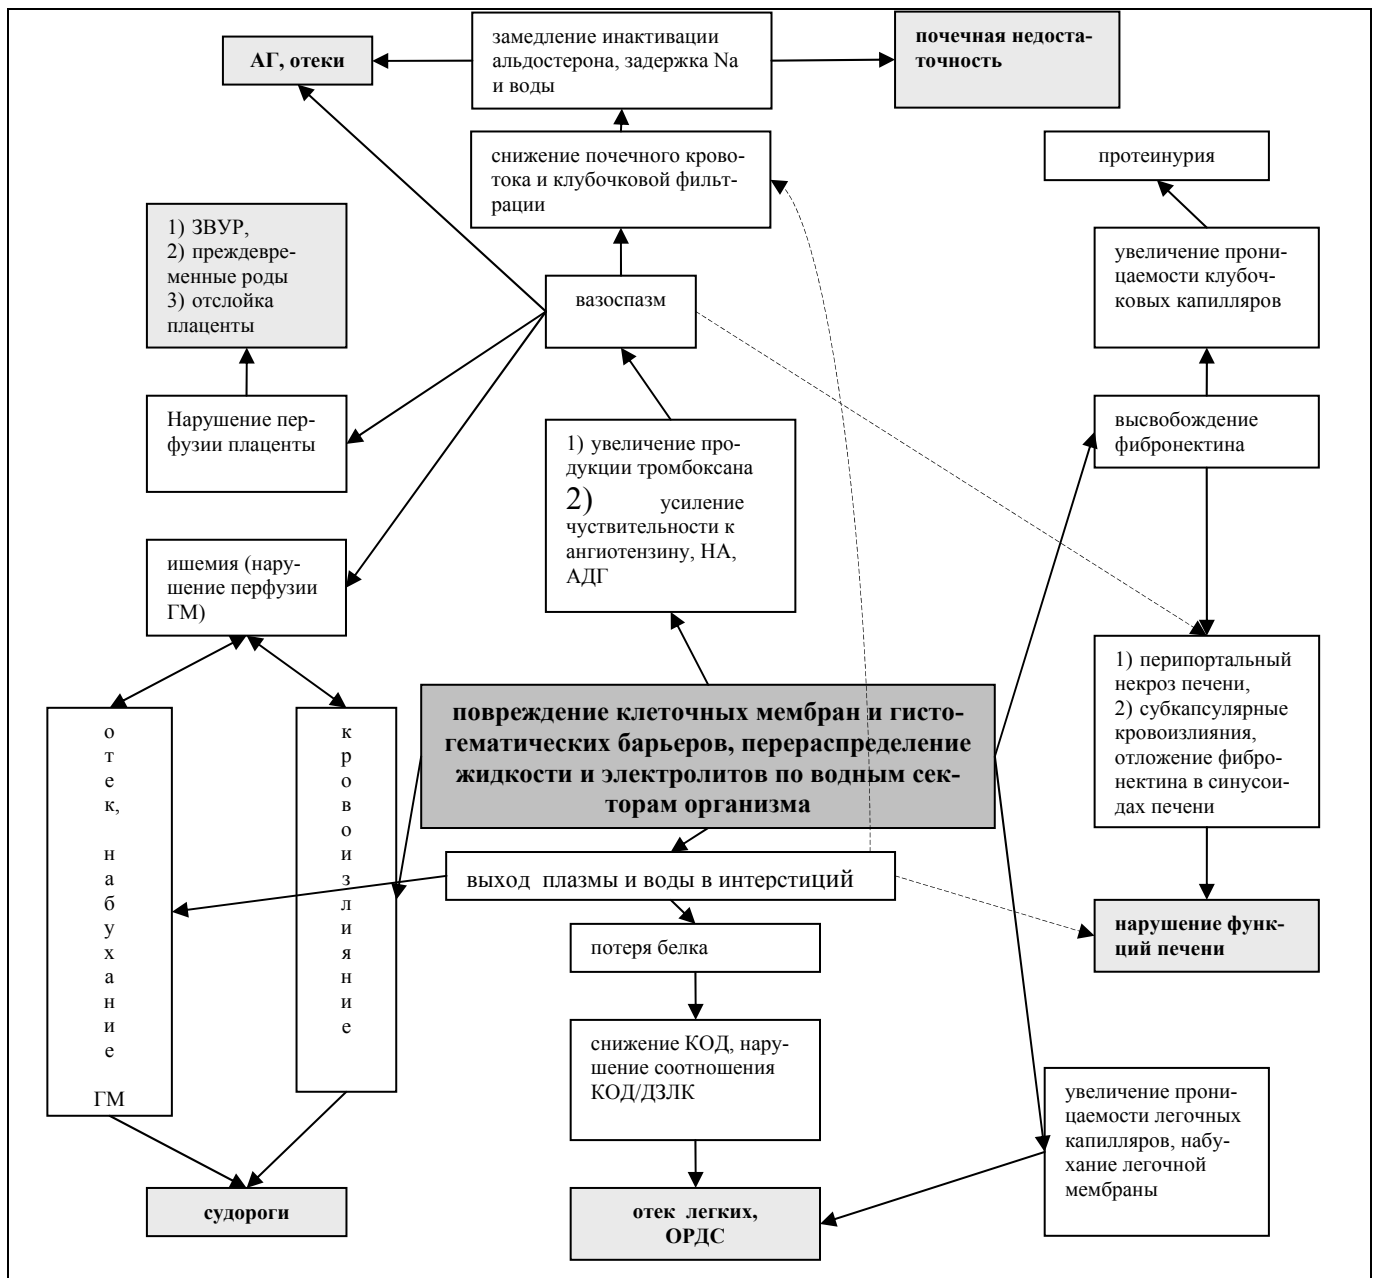 АГ, отеки
замедление инактивации
альдостерона, задержка Na
и воды
почечная недоста-
точность
снижение почечного крово-
тока и клубочковой фильт-
рации
протеинурия
1) ЗВУР,
2) преждевре-
менные роды
3) отслойка
плаценты
вазоспазм
увеличение прони-
цаемости клубоч-
ковых капилляров
Нарушение пер-
фузии плаценты
1) увеличение про-
дукции тромбоксана
2) усиление
чуствительности к
ангиотензину, НА,
АДГ
высвобождение
фибронектина
ишемия (нару-
шение перфузии
ГМ)
1) перипортальный
некроз печени,
2) субкапсулярные
кровоизлияния,
отложение фибро-
нектина в синусои-
дах печени
отек, набухание
ГМ
кровоизлияние
повреждение клеточных мембран и гисто-
гематических барьеров, перераспределение
жидкости и электролитов по водным сек-
торам организма
выход плазмы и воды в интерстиций
нарушение функ-
ций печени
потеря белка
снижение КОД, нару-
шение соотношения
КОД/ДЗЛК
увеличение прони-
цаемости легочных
капилляров, набу-
хание легочной
мембраны
судороги
отек легких,
ОРДС